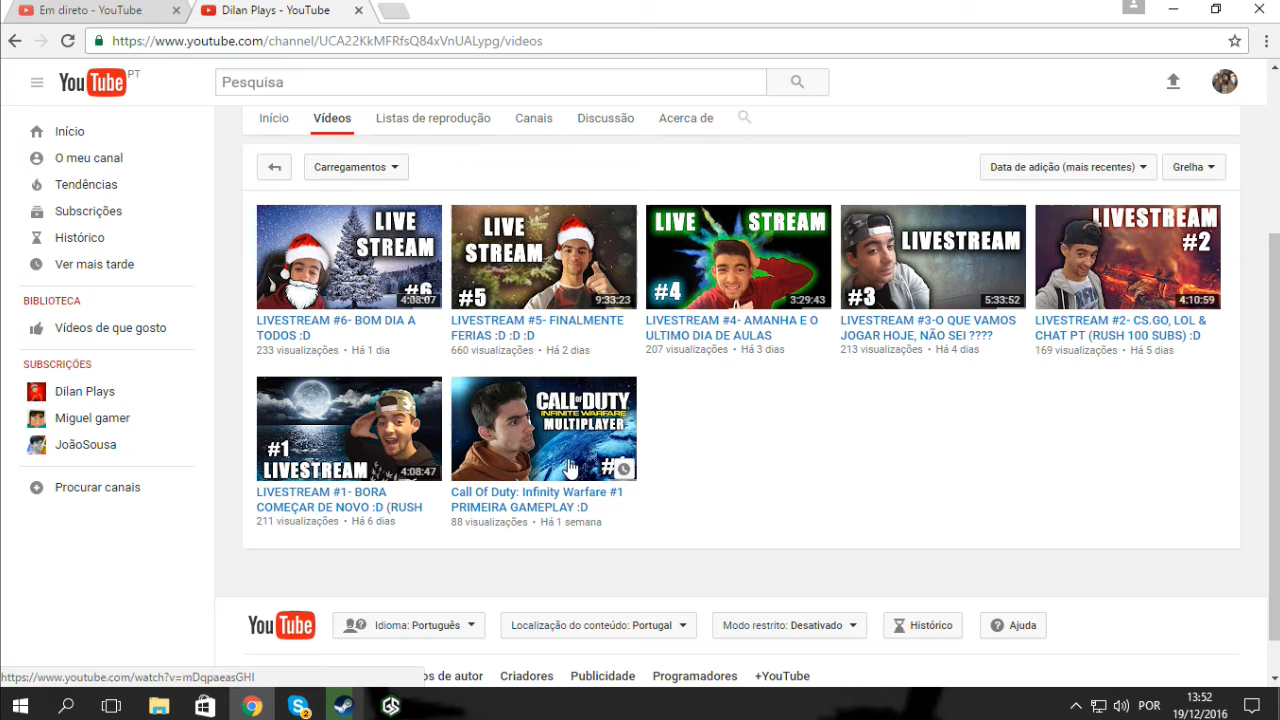 Em direto - YouTube
Dilan Plays - YouTube
https://www.youtube.com/channel/UCA22KkMFRfsQ84xVnUALypg/videos
YouTube PT
Pesquisa
Início
Vídeos
Listas de reprodução
Canais
Discussão
Acerca de
Início
O meu canal
Tendências
Subscrições
Histórico
Ver mais tarde
BIBLIOTECA
Vídeos de que gosto
SUBSCRIÇÕES
Dilan Plays
Miguel gamer
JoãoSousa
Procurar canais
Carregamentos
Data de adição (mais recentes)
Grelha
LIVE
STREAM
#6
4:08:07
LIVESTREAM #6- BOM DIA A
TODOS :D
233 visualizações • Há 1 dia
LIVE
STREAM
#5
9:33:23
LIVESTREAM #5- FINALMENTE
FERIAS :D :D :D
660 visualizações • Há 2 dias
LIVE STREAM
#4
3:29:43
LIVESTREAM #4- AMANHA E O
ULTIMO DIA DE AULAS
207 visualizações • Há 3 dias
LIVESTREAM
#3
5:33:52
LIVESTREAM #3-O QUE VAMOS
JOGAR HOJE, NÃO SEI ????
213 visualizações • Há 4 dias
LIVESTREAM
#2
4:10:59
LIVESTREAM #2- CS.GO, LOL &
CHAT PT (RUSH 100 SUBS) :D
169 visualizações • Há 5 dias
#1
LIVESTREAM
4:08:47
LIVESTREAM #1- BORA
COMEÇAR DE NOVO :D (RUSH
211 visualizações • Há 6 dias
CALL OF DUTY
INFINITE WARFARE
MULTIPLAYER
Call Of Duty: Infinity Warfare #1
PRIMEIRA GAMEPLAY :D
88 visualizações • Há 1 semana
YouTube
Idioma: Português
Localização do conteúdo: Portugal
Modo restrito: Desativado
Histórico
Ajuda
https://www.youtube.com/watch?v=mDqpaeasGHI
os de autor
Criadores
Publicidade
Programadores
+YouTube
2
POR
13:52
19/12/2016